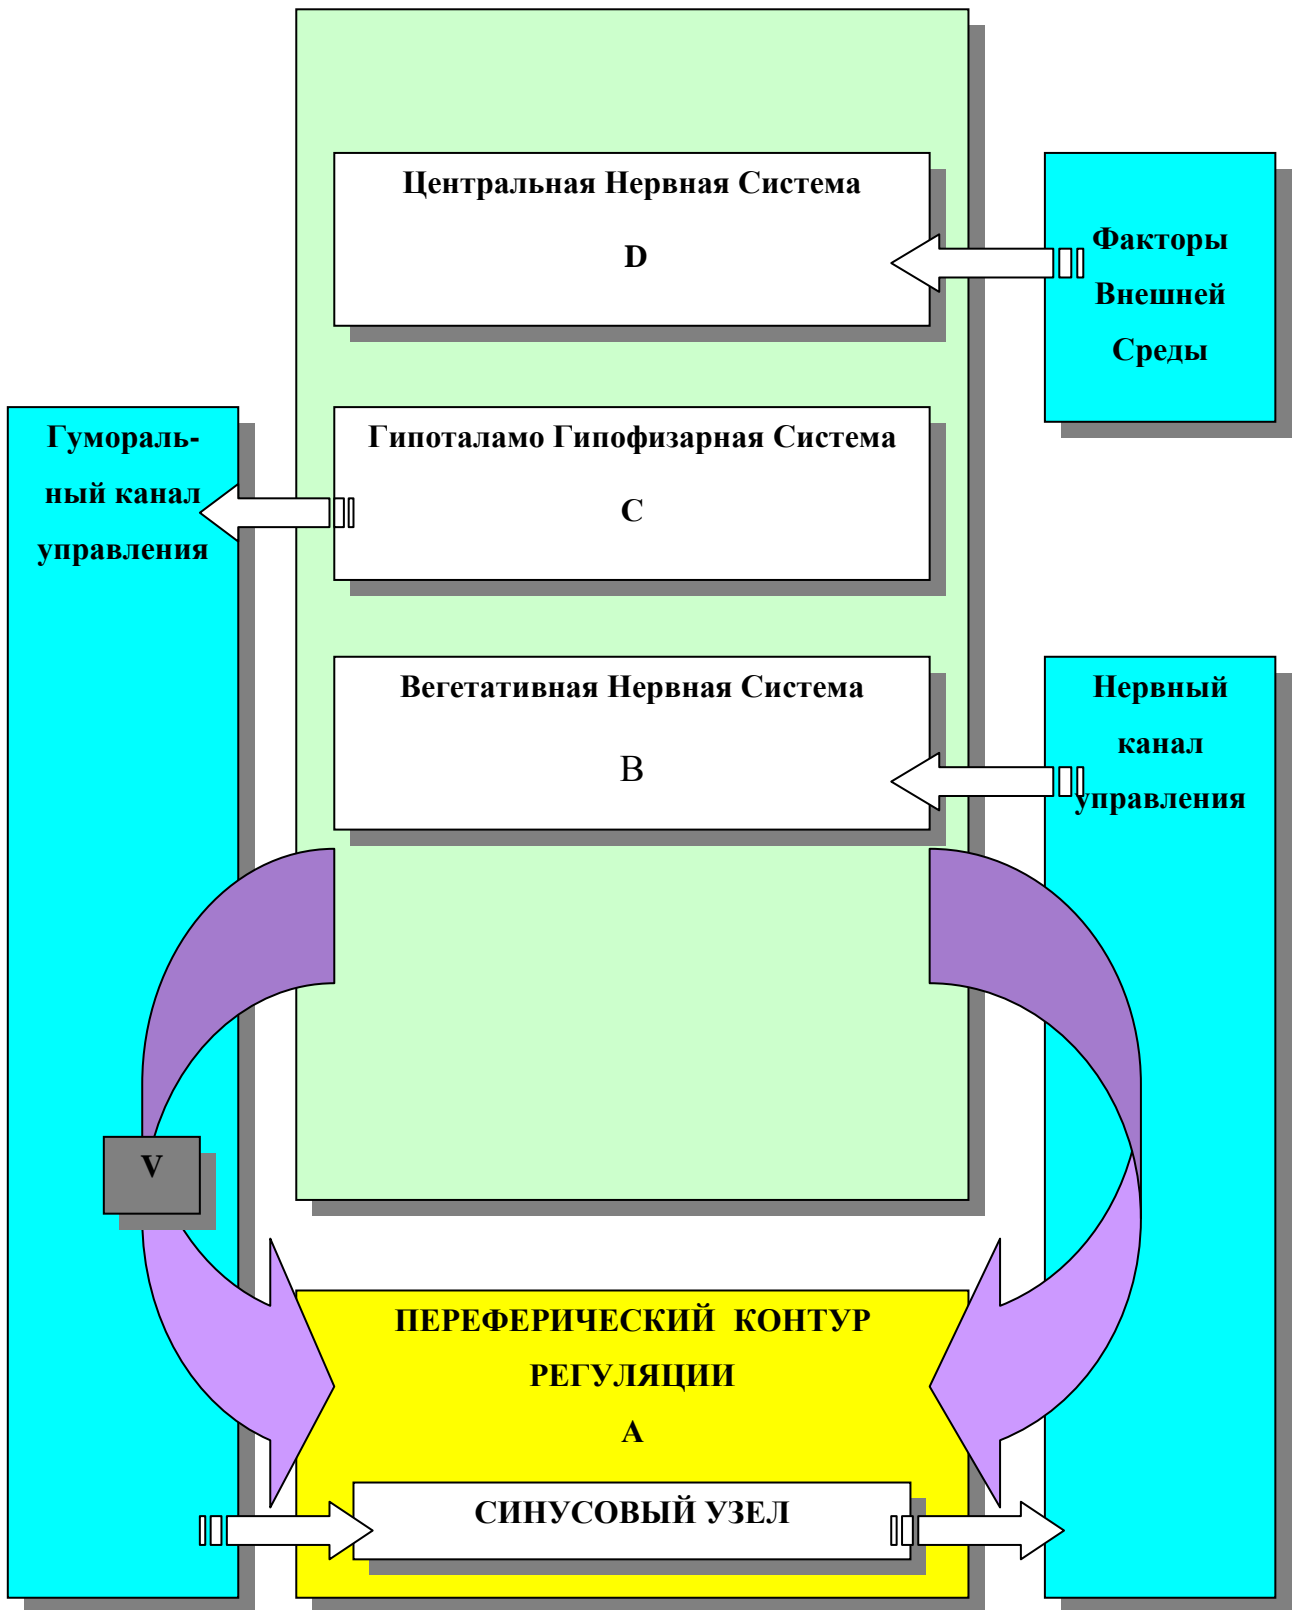 Центральная Нервная Система
D
Факторы
Внешней
Среды
Гумораль-
ный канал
управления
Гипоталамо Гипофизарная Система
C
Вегетативная Нервная Система
B
Нервный
канал
управления
V
ПЕРЕФЕРИЧЕСКИЙ КОНТУР
РЕГУЛЯЦИИ
A
СИНУСОВЫЙ УЗЕЛ